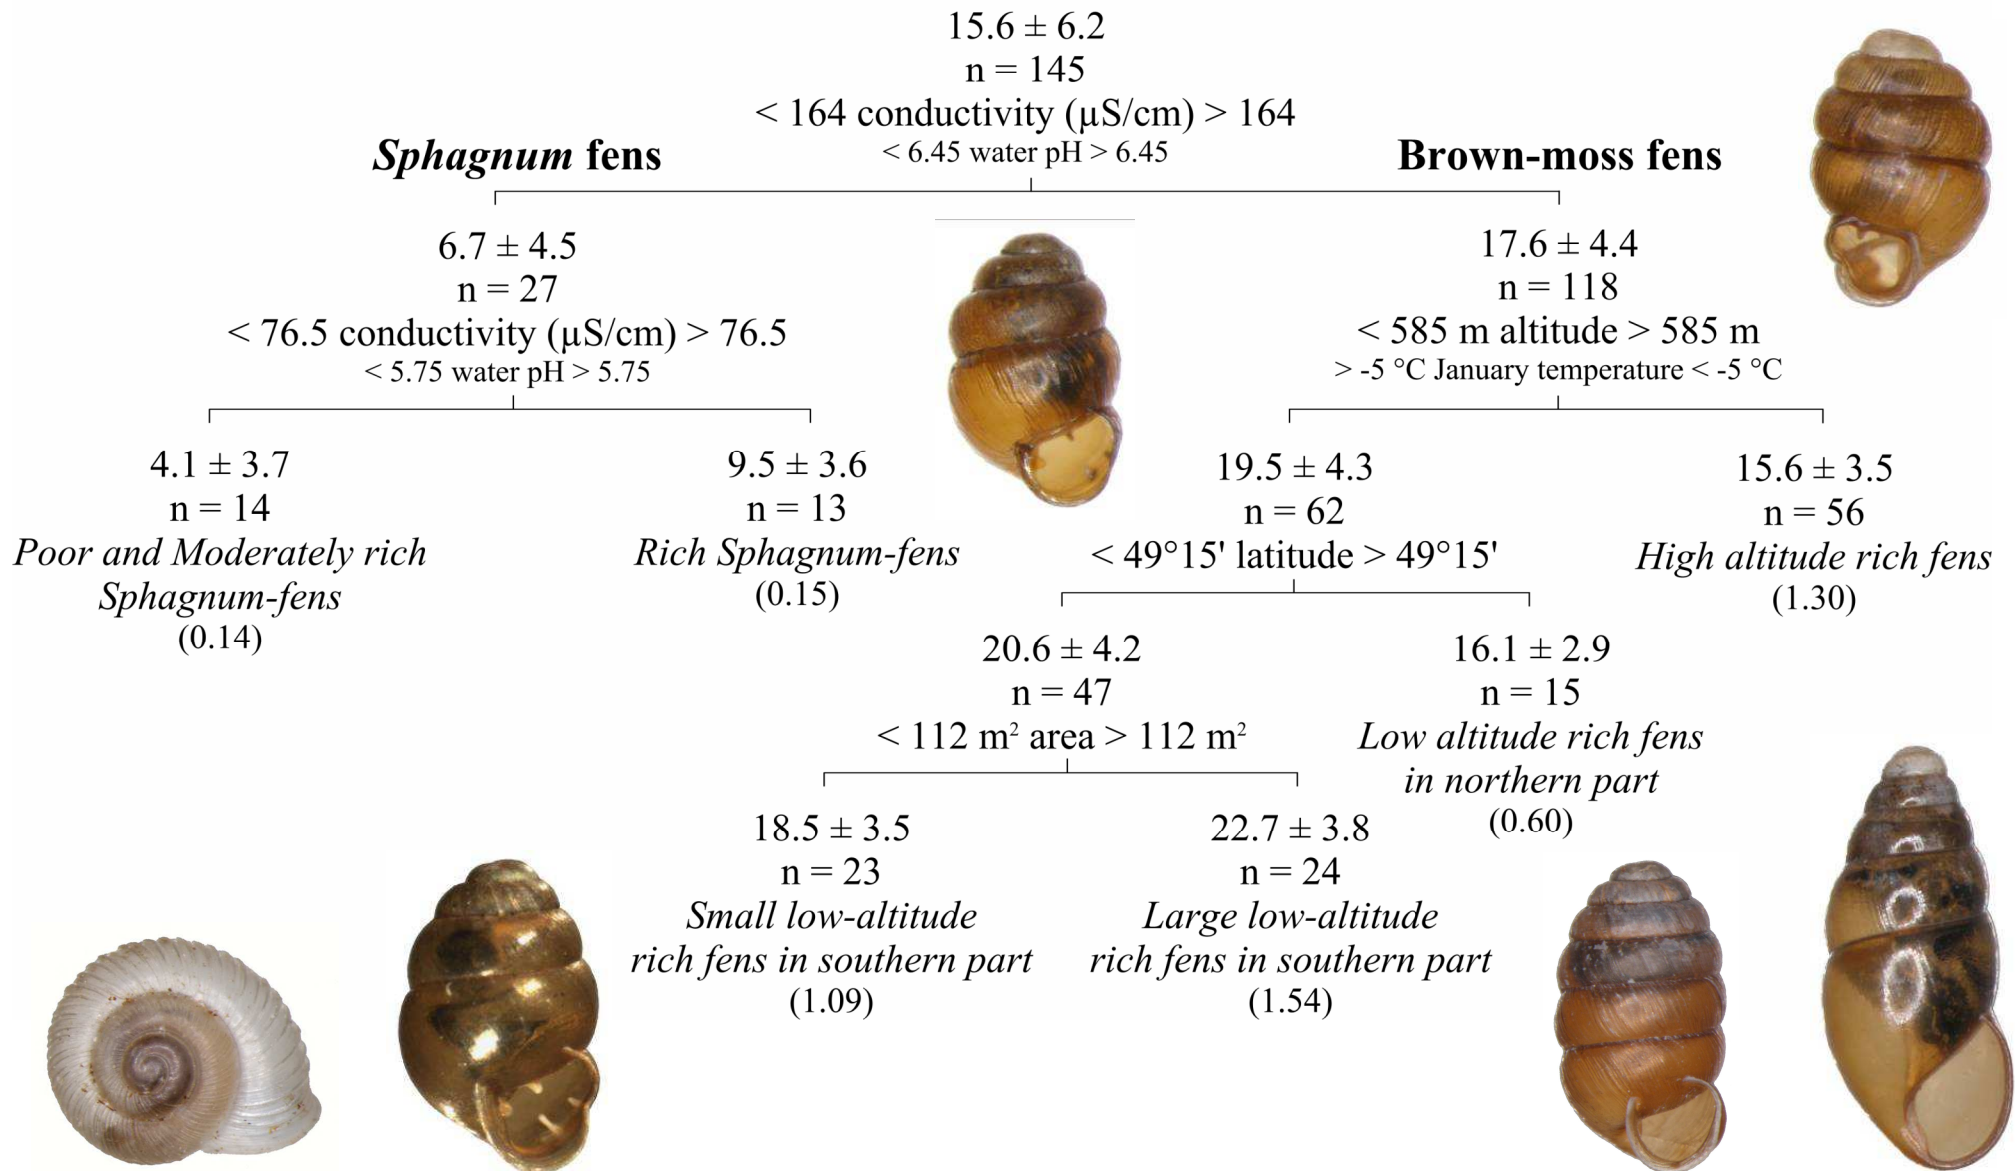 15.6 ± 6.2
n = 145
< 164 conductivity (µS/cm) > 164
< 6.45 water pH > 6.45
Sphagnum fens
Brown-moss fens
6.7 ± 4.5
n = 27
< 76.5 conductivity (µS/cm) > 76.5
< 5.75 water pH > 5.75
17.6 ± 4.4
n = 118
< 585 m altitude > 585 m
> -5 °C January temperature < -5 °C
4.1 ± 3.7
n = 14
Poor and Moderately rich
Sphagnum-fens
(0.14)
9.5 ± 3.6
n = 13
Rich Sphagnum-fens
(0.15)
19.5 ± 4.3
n = 62
< 49°15' latitude > 49°15'
15.6 ± 3.5
n = 56
High altitude rich fens
(1.30)
20.6 ± 4.2
n = 47
< 112 m² area > 112 m²
16.1 ± 2.9
n = 15
Low altitude rich fens
in northern part
(0.60)
18.5 ± 3.5
n = 23
Small low-altitude
rich fens in southern part
(1.09)
22.7 ± 3.8
n = 24
Large low-altitude
rich fens in southern part
(1.54)